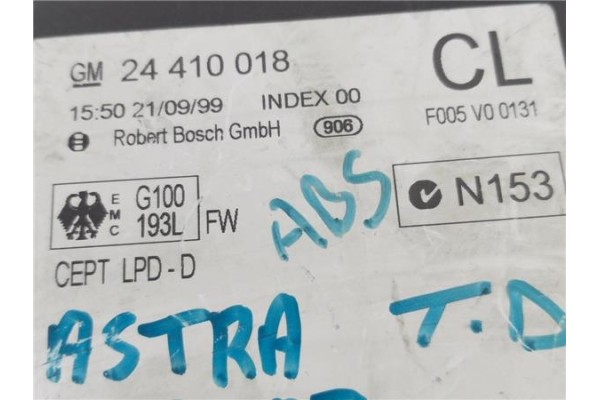 GM 24 410 018 CL
15:50 21/09/99 INDEX 00 F005 V0 0131
Robert Bosch GmbH 906
EMC G100 193L FW
N153
CEPT LPD-D
ABS
ASTRA T.D